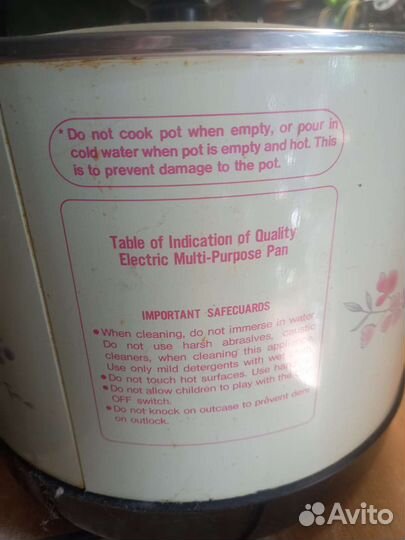 * Do not cook pot when empty, or pour in
cold water when pot is empty and hot. This
is to prevent damage to the pot.
Table of Indication of Quality
Electric Multi-Purpose Pan
IMPORTANT SAFECUARDS
●When cleaning, do not immerse in water
Do not use harsh abrasives, caustic
cleaners, when cleaning this appliance
Use only mild detergents with wet
●Do not touch hot surfaces. Use
●Do not allow children to play with the
OFF switch.
●Do not knock on outcase to prevent
on outlock.
Avito